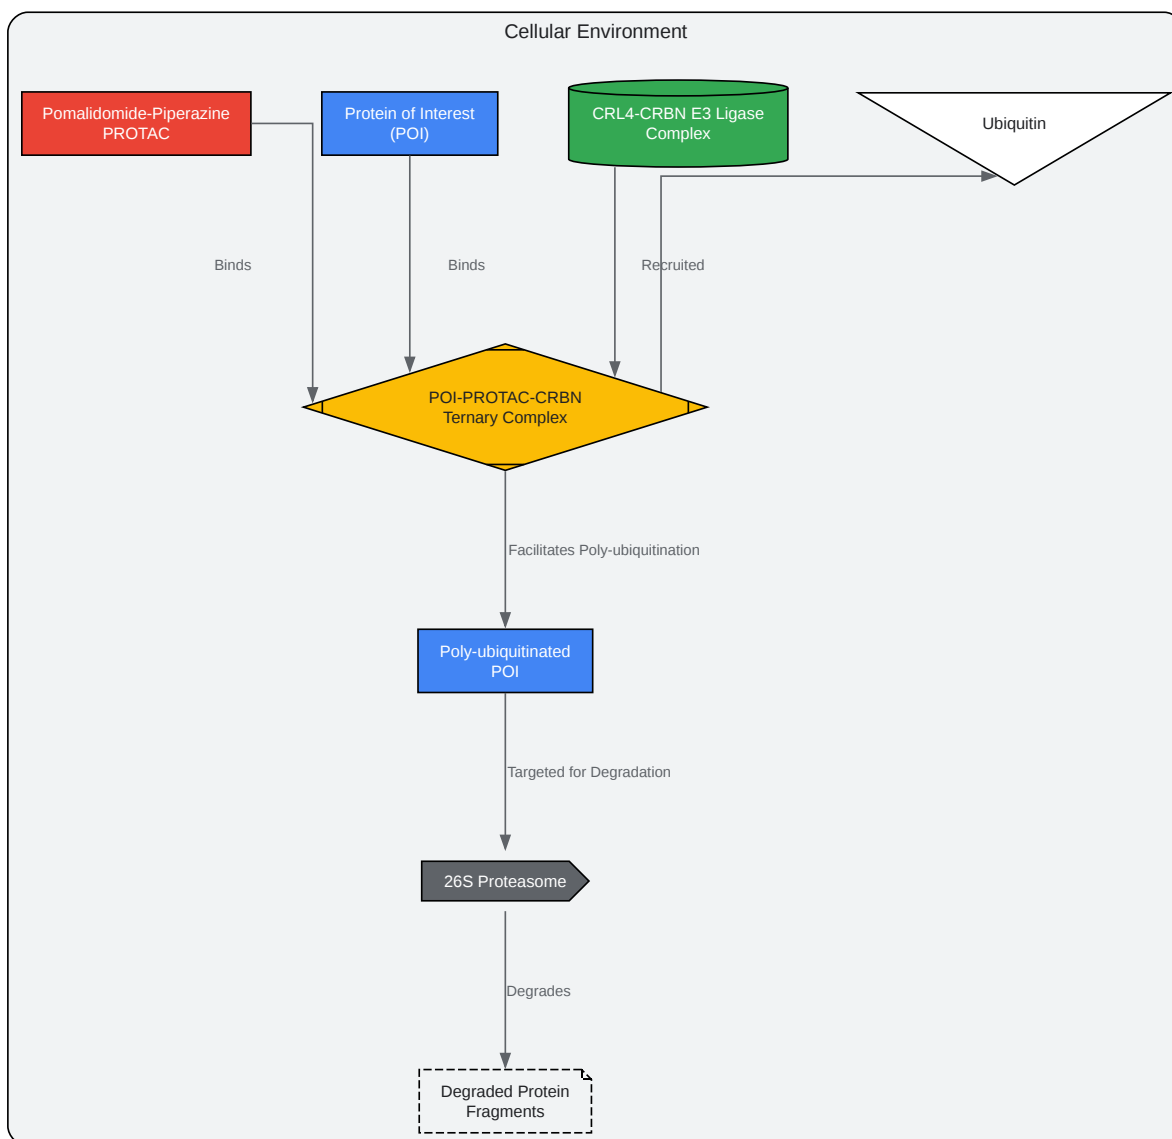 Cellular Environment
Pomalidomide-Piperazine
PROTAC
Protein of Interest
(POI)
CRL4-CRBN E3 Ligase
Complex
Ubiquitin
Binds
Binds
Recruited
POI-PROTAC-CRBN
Ternary Complex
Facilitates Poly-ubiquitination
Poly-ubiquitinated
POI
Targeted for Degradation
26S Proteasome
Degrades
Degraded Protein
Fragments